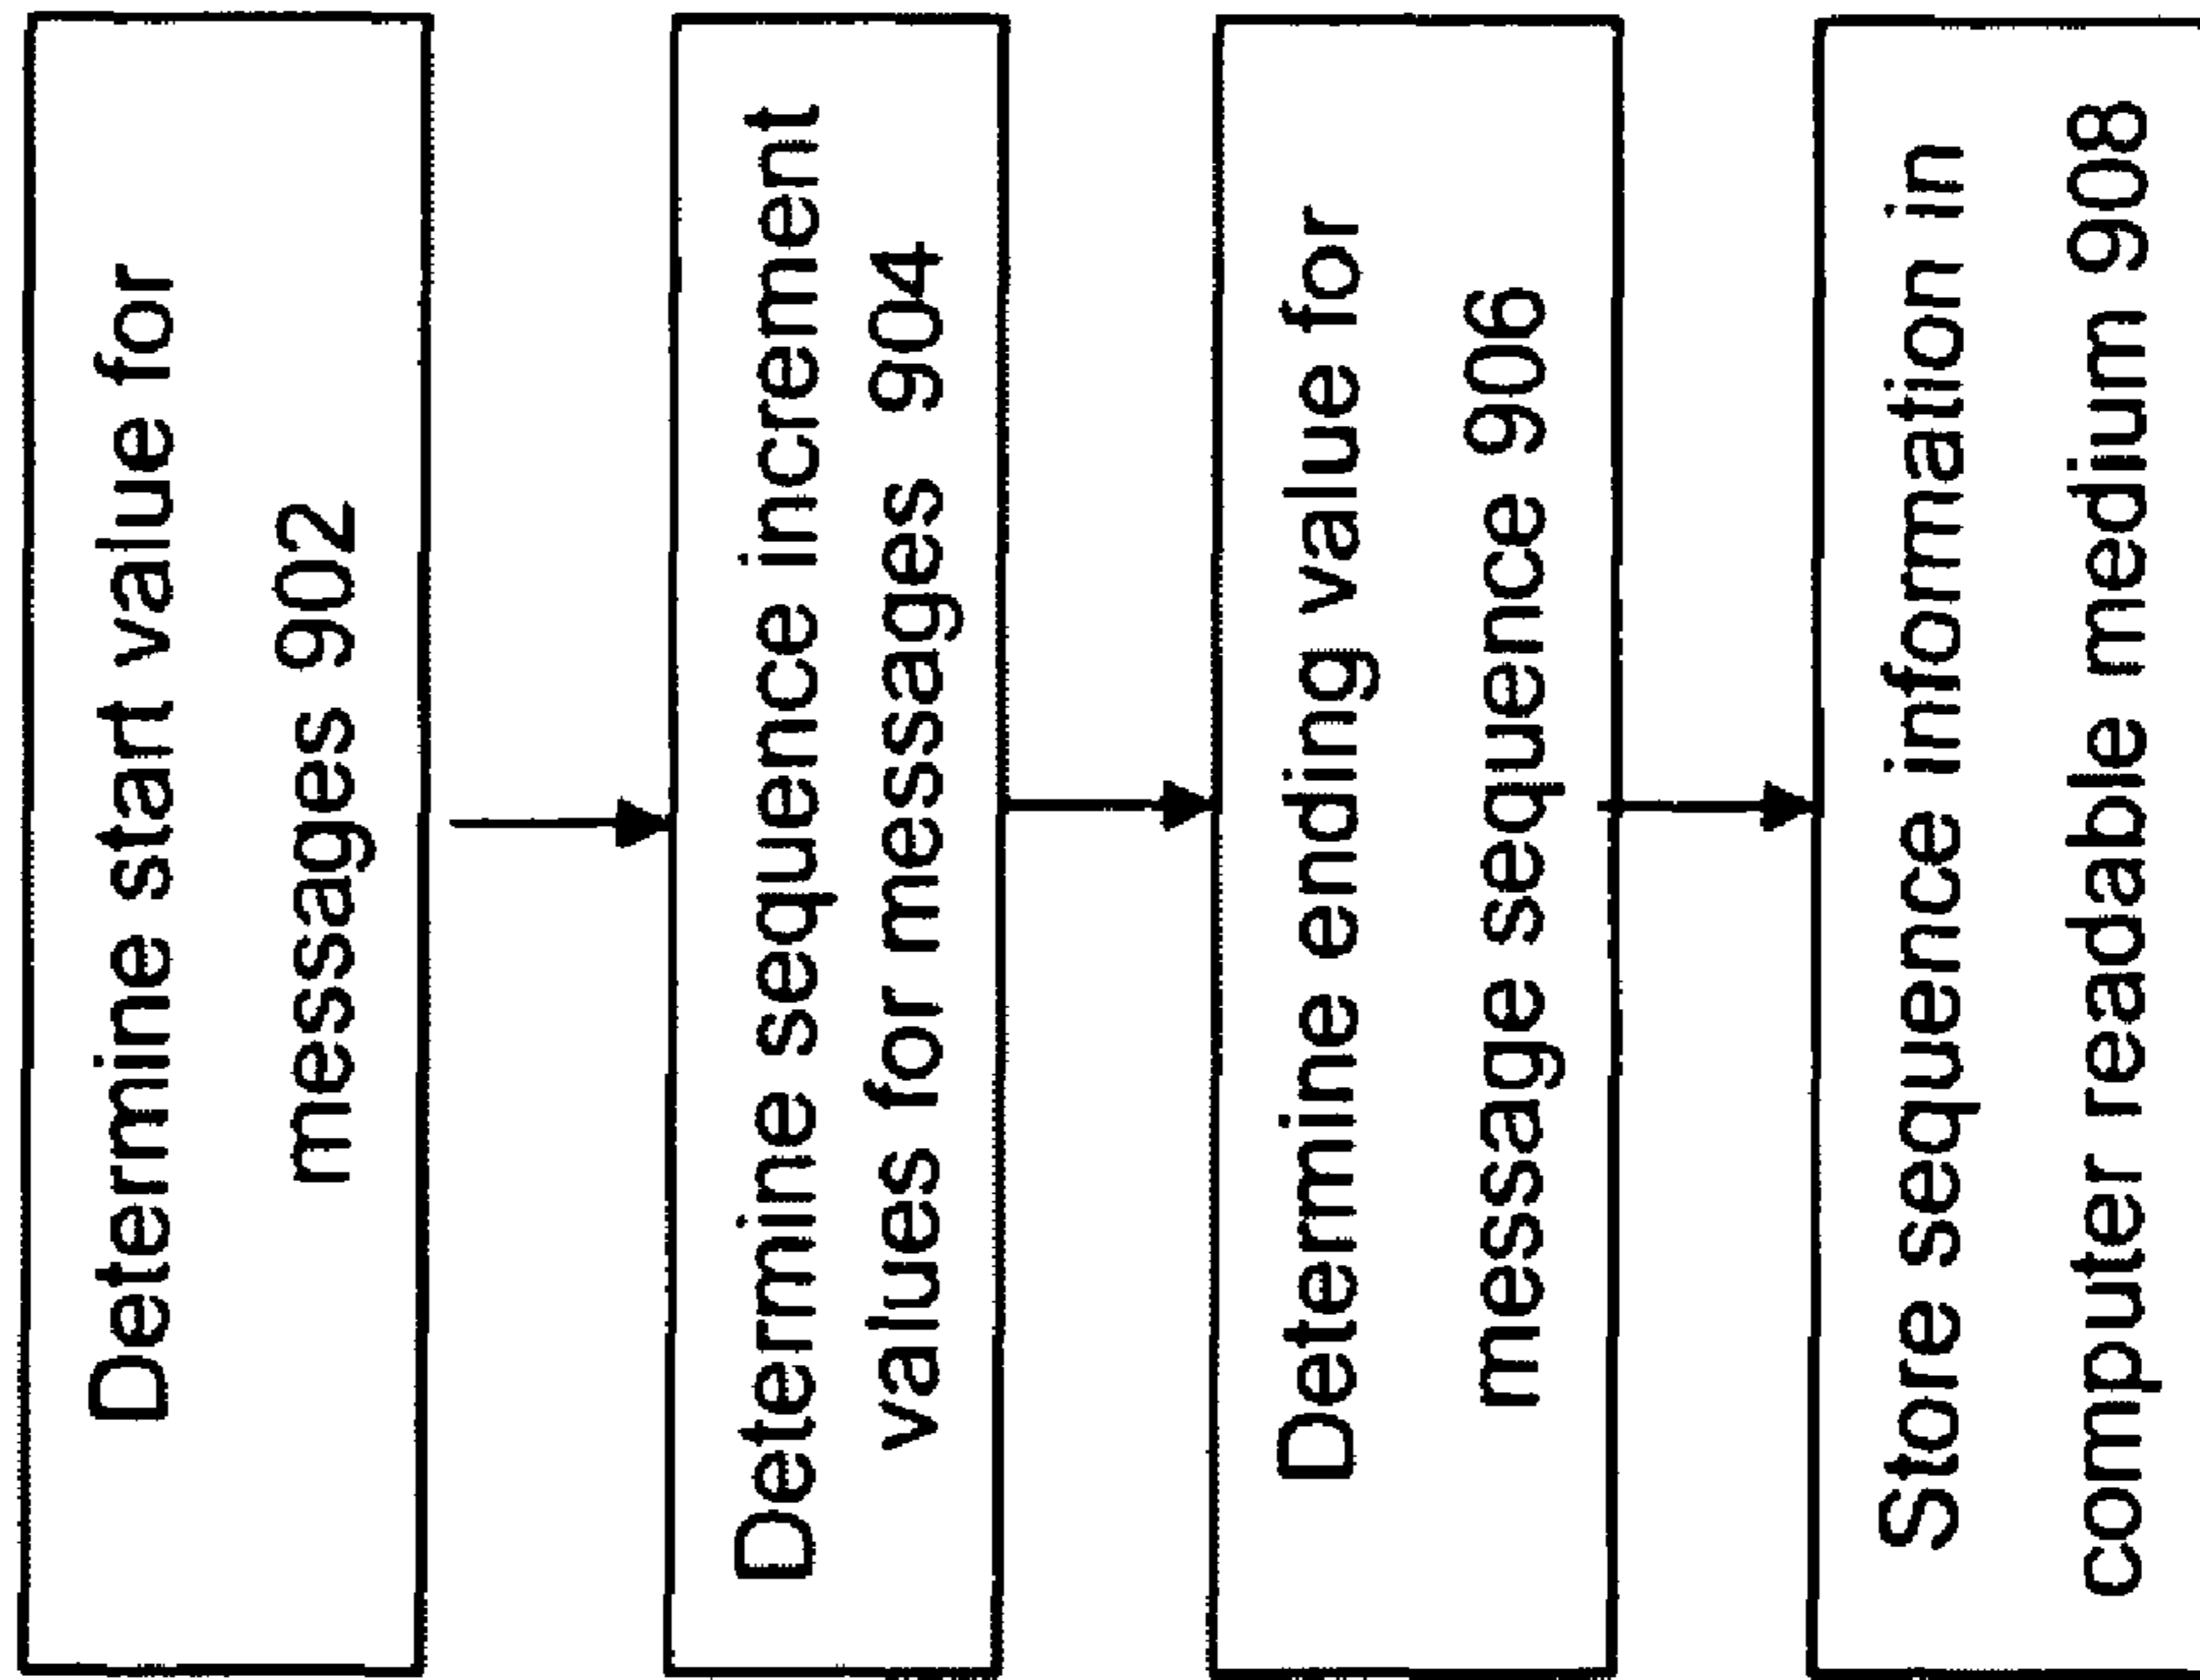 Determine start value for
messages 902
Determine sequence increment
values for messages 904
Determine ending value for
message sequence 906
Store sequence information in
computer readable medium 908